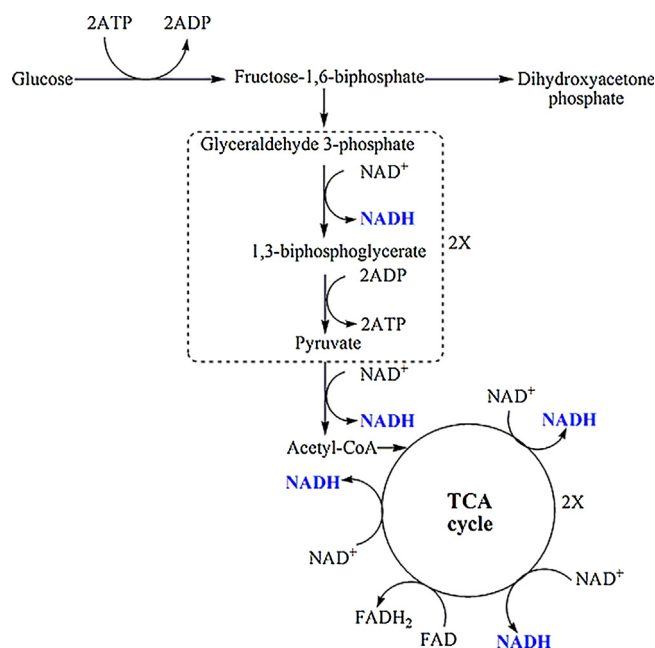 2ATP 2ADP
Glucose Fructose-1,6-biphosphate Dihydroxyacetone
phosphate
Glyceraldehyde 3-phosphate
NAD⁺
NADH
1,3-biphosphoglycerate 2X
2ADP
2ATP
Pyruvate
NAD⁺
NADH
Acetyl-CoA
NAD⁺
NADH
NADH
TCA
cycle
2X
NAD⁺
NAD⁺
FADH₂
FAD
NADH